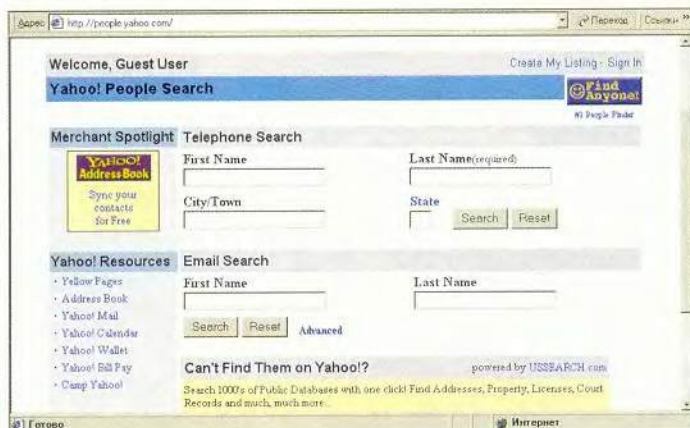 Адрес http://people.yahoo.com/ Переход Ссылки »
Welcome, Guest User Create My Listing - Sign In
Yahoo! People Search
Find Anyone!
#1 People Finder
Merchant Spotlight
YAHOO!
Address Book
Sync your
contacts
for Free
Telephone Search
First Name Last Name(required)
City/Town State Search Reset
Yahoo! Resources
· Yellow Pages
· Address Book
· Yahoo! Mail
· Yahoo! Calendar
· Yahoo! Wallet
· Yahoo! Bill Pay
· Camp Yahoo!
Email Search
First Name Last Name
Search Reset Advanced
Can't Find Them on Yahoo!? powered by USSEARCH.com
Search 1000's of Public Databases with one click! Find Addresses, Property, Licenses, Court
Records and much, much more...
Готово Интернет